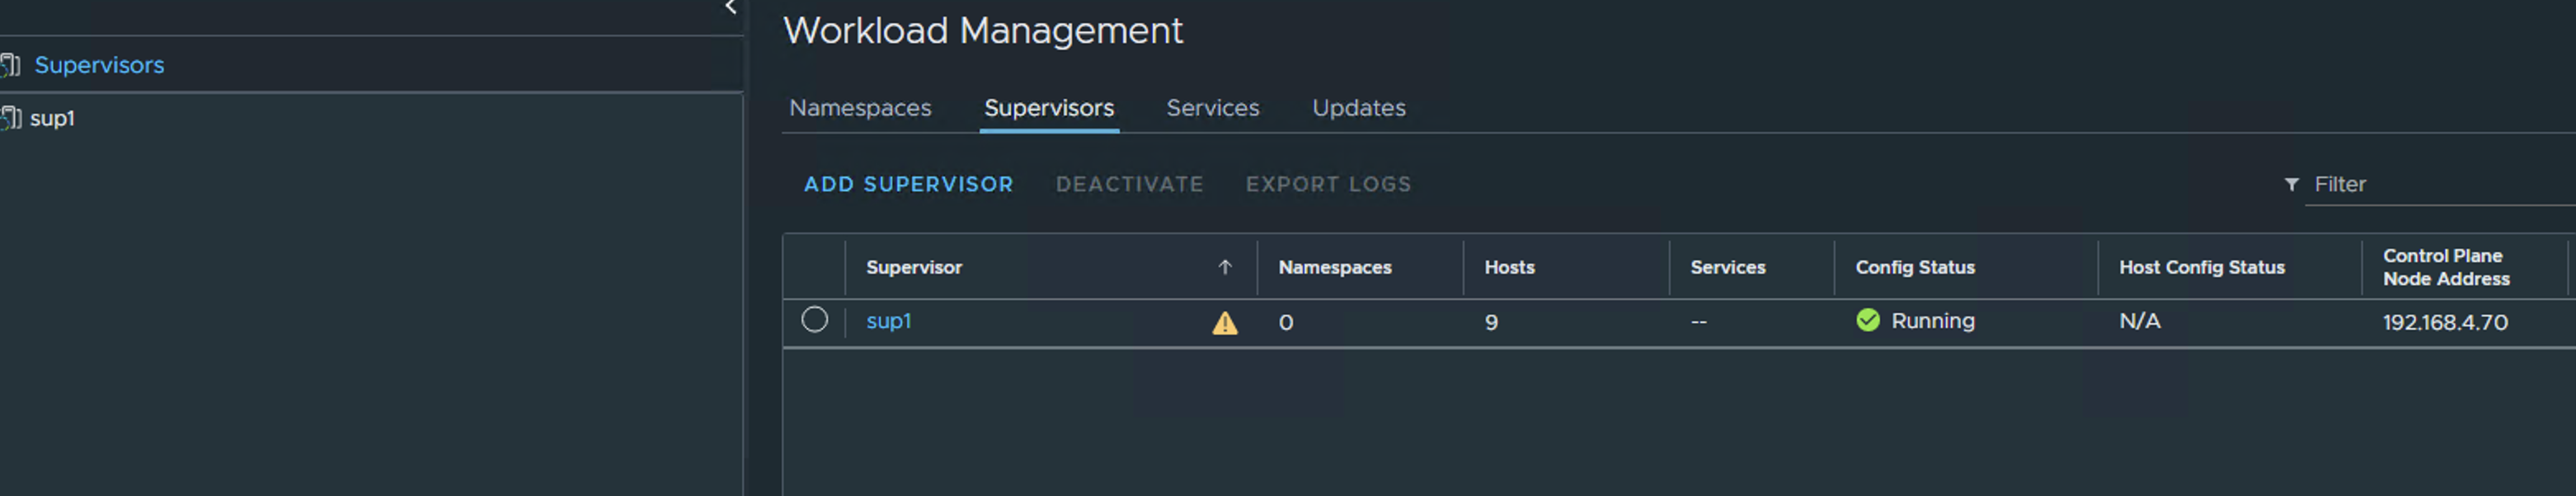 Workload Management
Supervisors
sup1
Namespaces Supervisors Services Updates
ADD SUPERVISOR DEACTIVATE EXPORT LOGS Filter
Supervisor Namespaces Hosts Services Config Status Host Config Status Control Plane Node Address
sup1 0 9 -- Running N/A 192.168.4.70